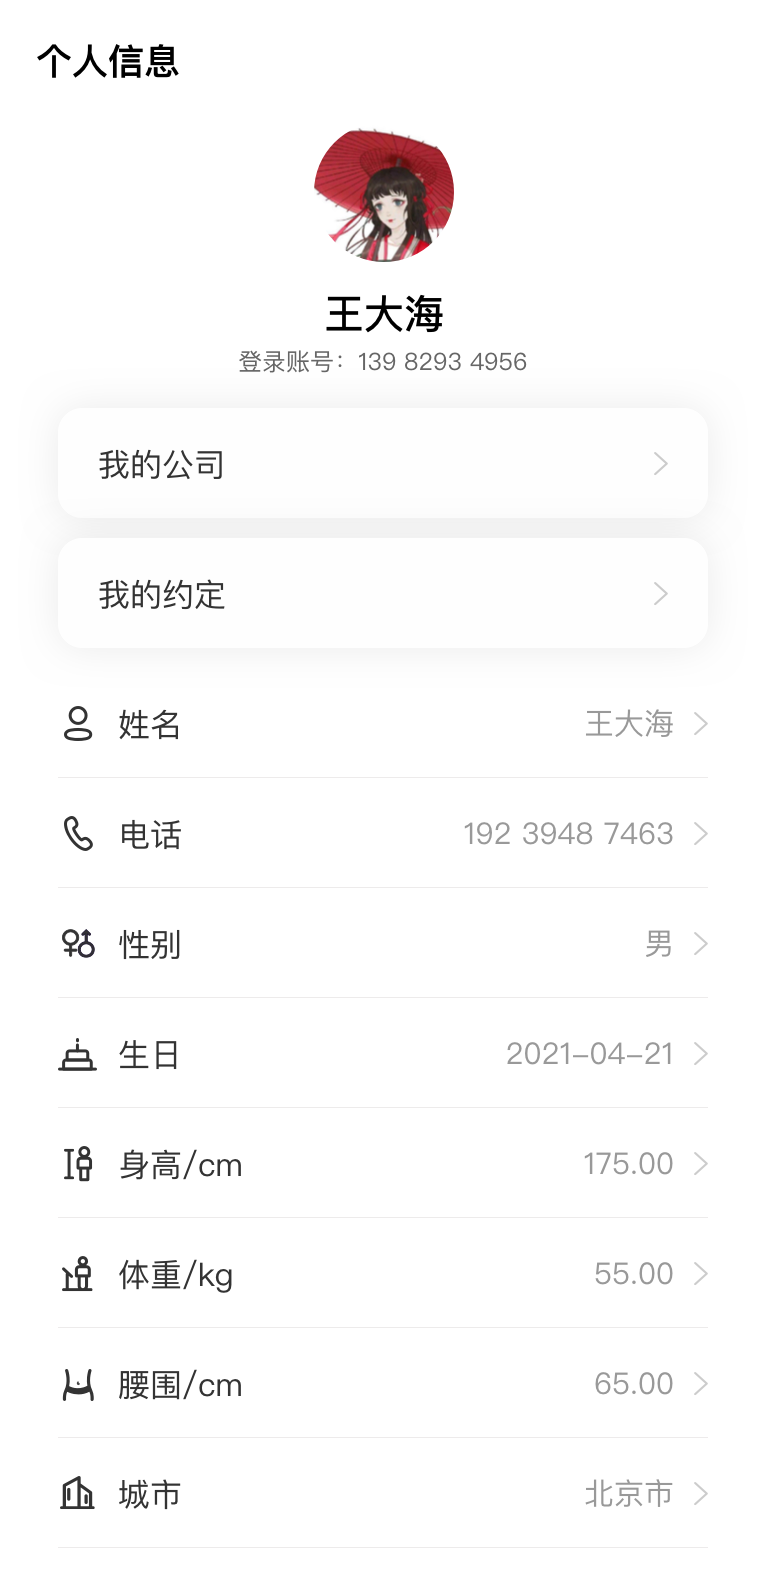 个人信息
王大海
登录账号：139 8293 4956
我的公司
我的约定
姓名 王大海
电话 192 3948 7463
性别 男
生日 2021-04-21
身高/cm 175.00
体重/kg 55.00
腰围/cm 65.00
城市 北京市